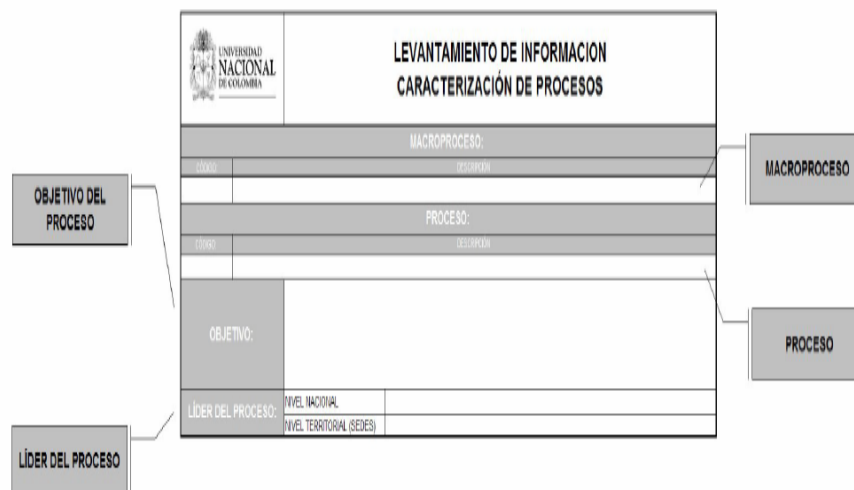 UNIVERSIDAD
NACIONAL
DE COLOMBIA
LEVANTAMIENTO DE INFORMACION
CARACTERIZACIÓN DE PROCESOS
MACROPROCESO:
CÓDIGO DESCRIPCIÓN
PROCESO:
CÓDIGO DESCRIPCIÓN
OBJETIVO:
LÍDER DEL PROCESO:
NIVEL NACIONAL
NIVEL TERRITORIAL (SEDES)
OBJETIVO DEL
PROCESO
LÍDER DEL PROCESO
MACROPROCESO
PROCESO